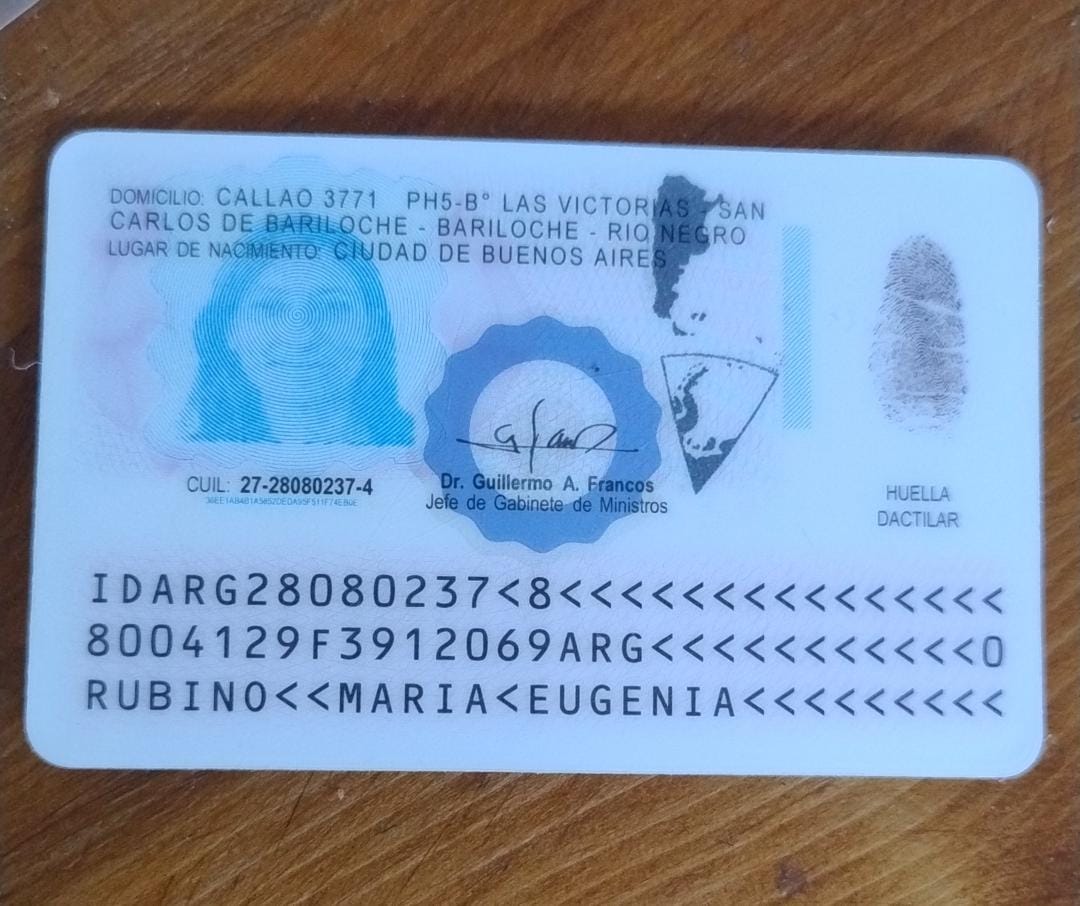 DOMICILIO: CALLAO 3771 PH5-B° LAS VICTORIAS - SAN
CARLOS DE BARILOCHE - BARILOCHE - RIO NEGRO
LUGAR DE NACIMIENTO: CIUDAD DE BUENOS AIRES
CUIL: 27-28080237-4
Dr. Guillermo A. Francos
Jefe de Gabinete de Ministros
HUELLA
DACTILAR
IDARG28080237<8<<<<<<<<<<<<<<<
8004129F3912069ARG<<<<<<<<<<<0
RUBINO<<MARIA<EUGENIA<<<<<<<<<